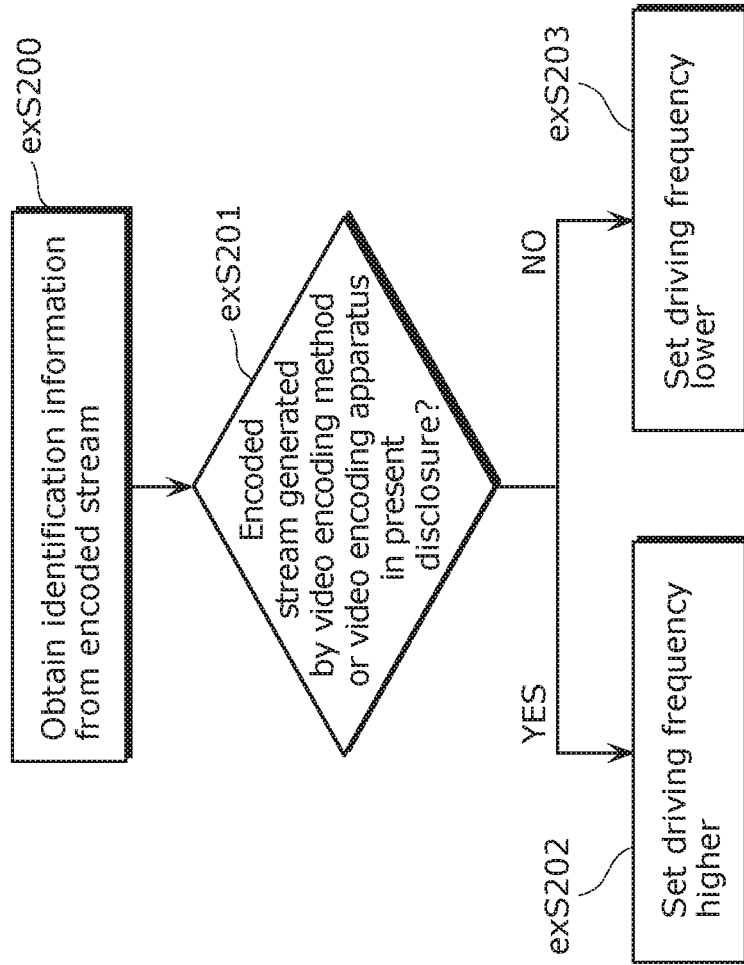 exS200
Obtain identification information
from encoded stream
exS201
Encoded
stream generated
by video encoding method
or video encoding apparatus
in present
disclosure?
YES
NO
exS202
Set driving frequency
higher
exS203
Set driving frequency
lower